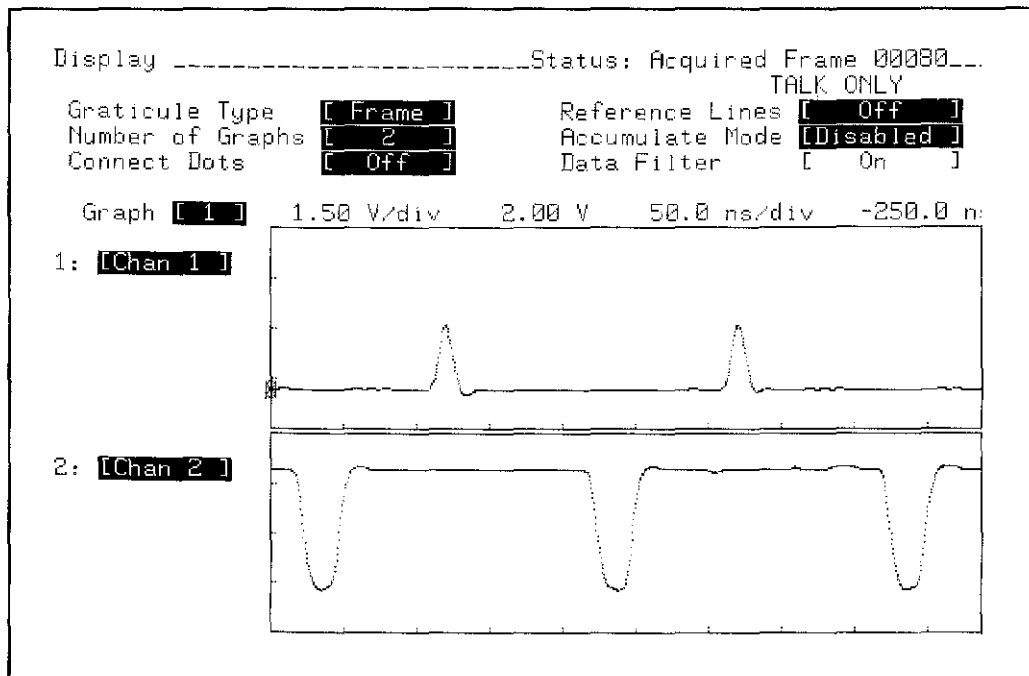 Display ________________________Status: Acquired Frame 00080__.
TALK ONLY
Graticule Type [ Frame ] Reference Lines [ Off ]
Number of Graphs [ 2 ] Accumulate Mode [Disabled ]
Connect Dots [ Off ] Data Filter [ On ]
Graph [ 1 ] 1.50 V/div 2.00 V 50.0 ns/div -250.0 n
1: [Chan 1 ]
2: [Chan 2 ]